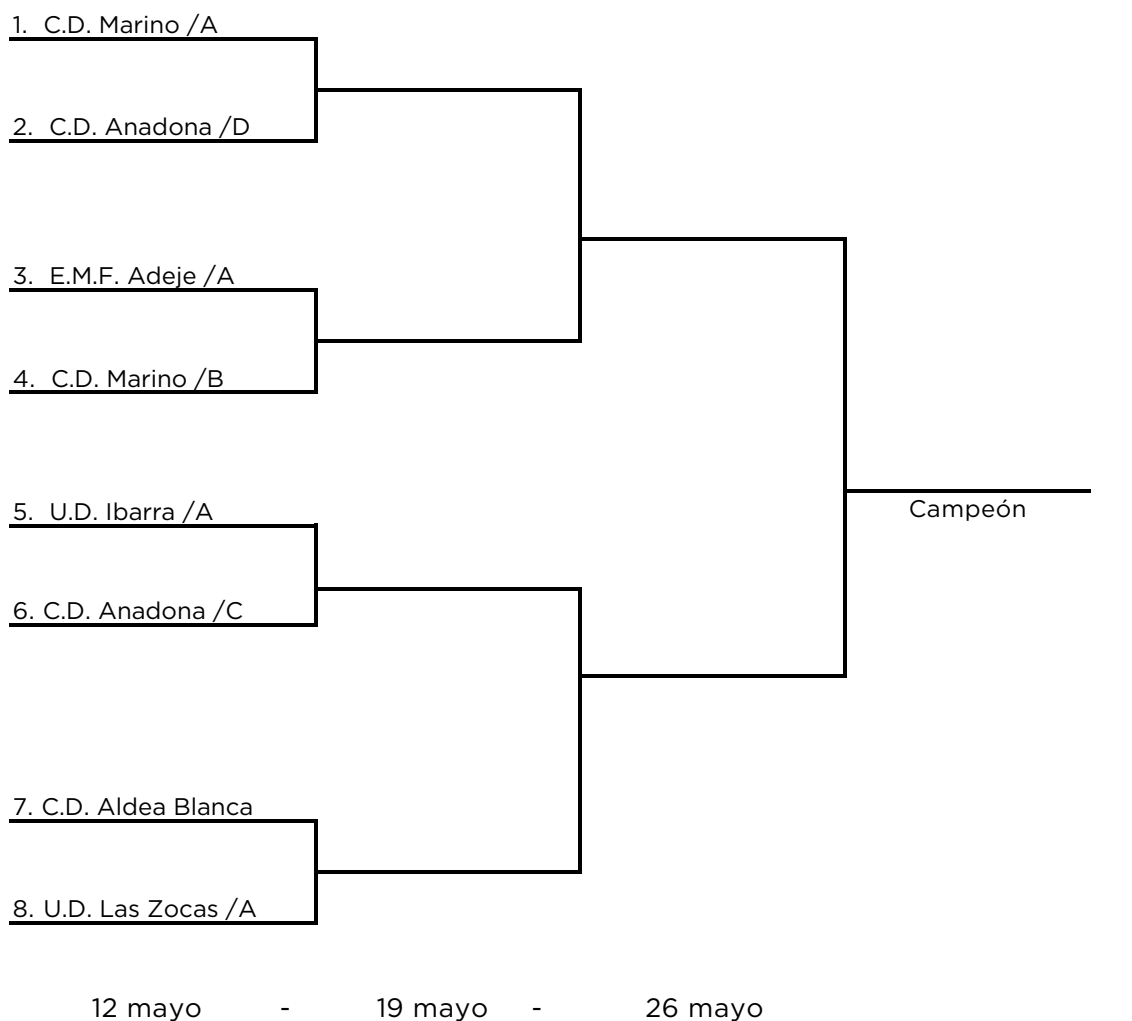 1. C.D. Marino /A
2. C.D. Anadona /D
3. E.M.F. Adeje /A
4. C.D. Marino /B
5. U.D. Ibarra /A
6. C.D. Anadona /C
Campeón
7. C.D. Aldea Blanca
8. U.D. Las Zocas /A
12 mayo - 19 mayo - 26 mayo